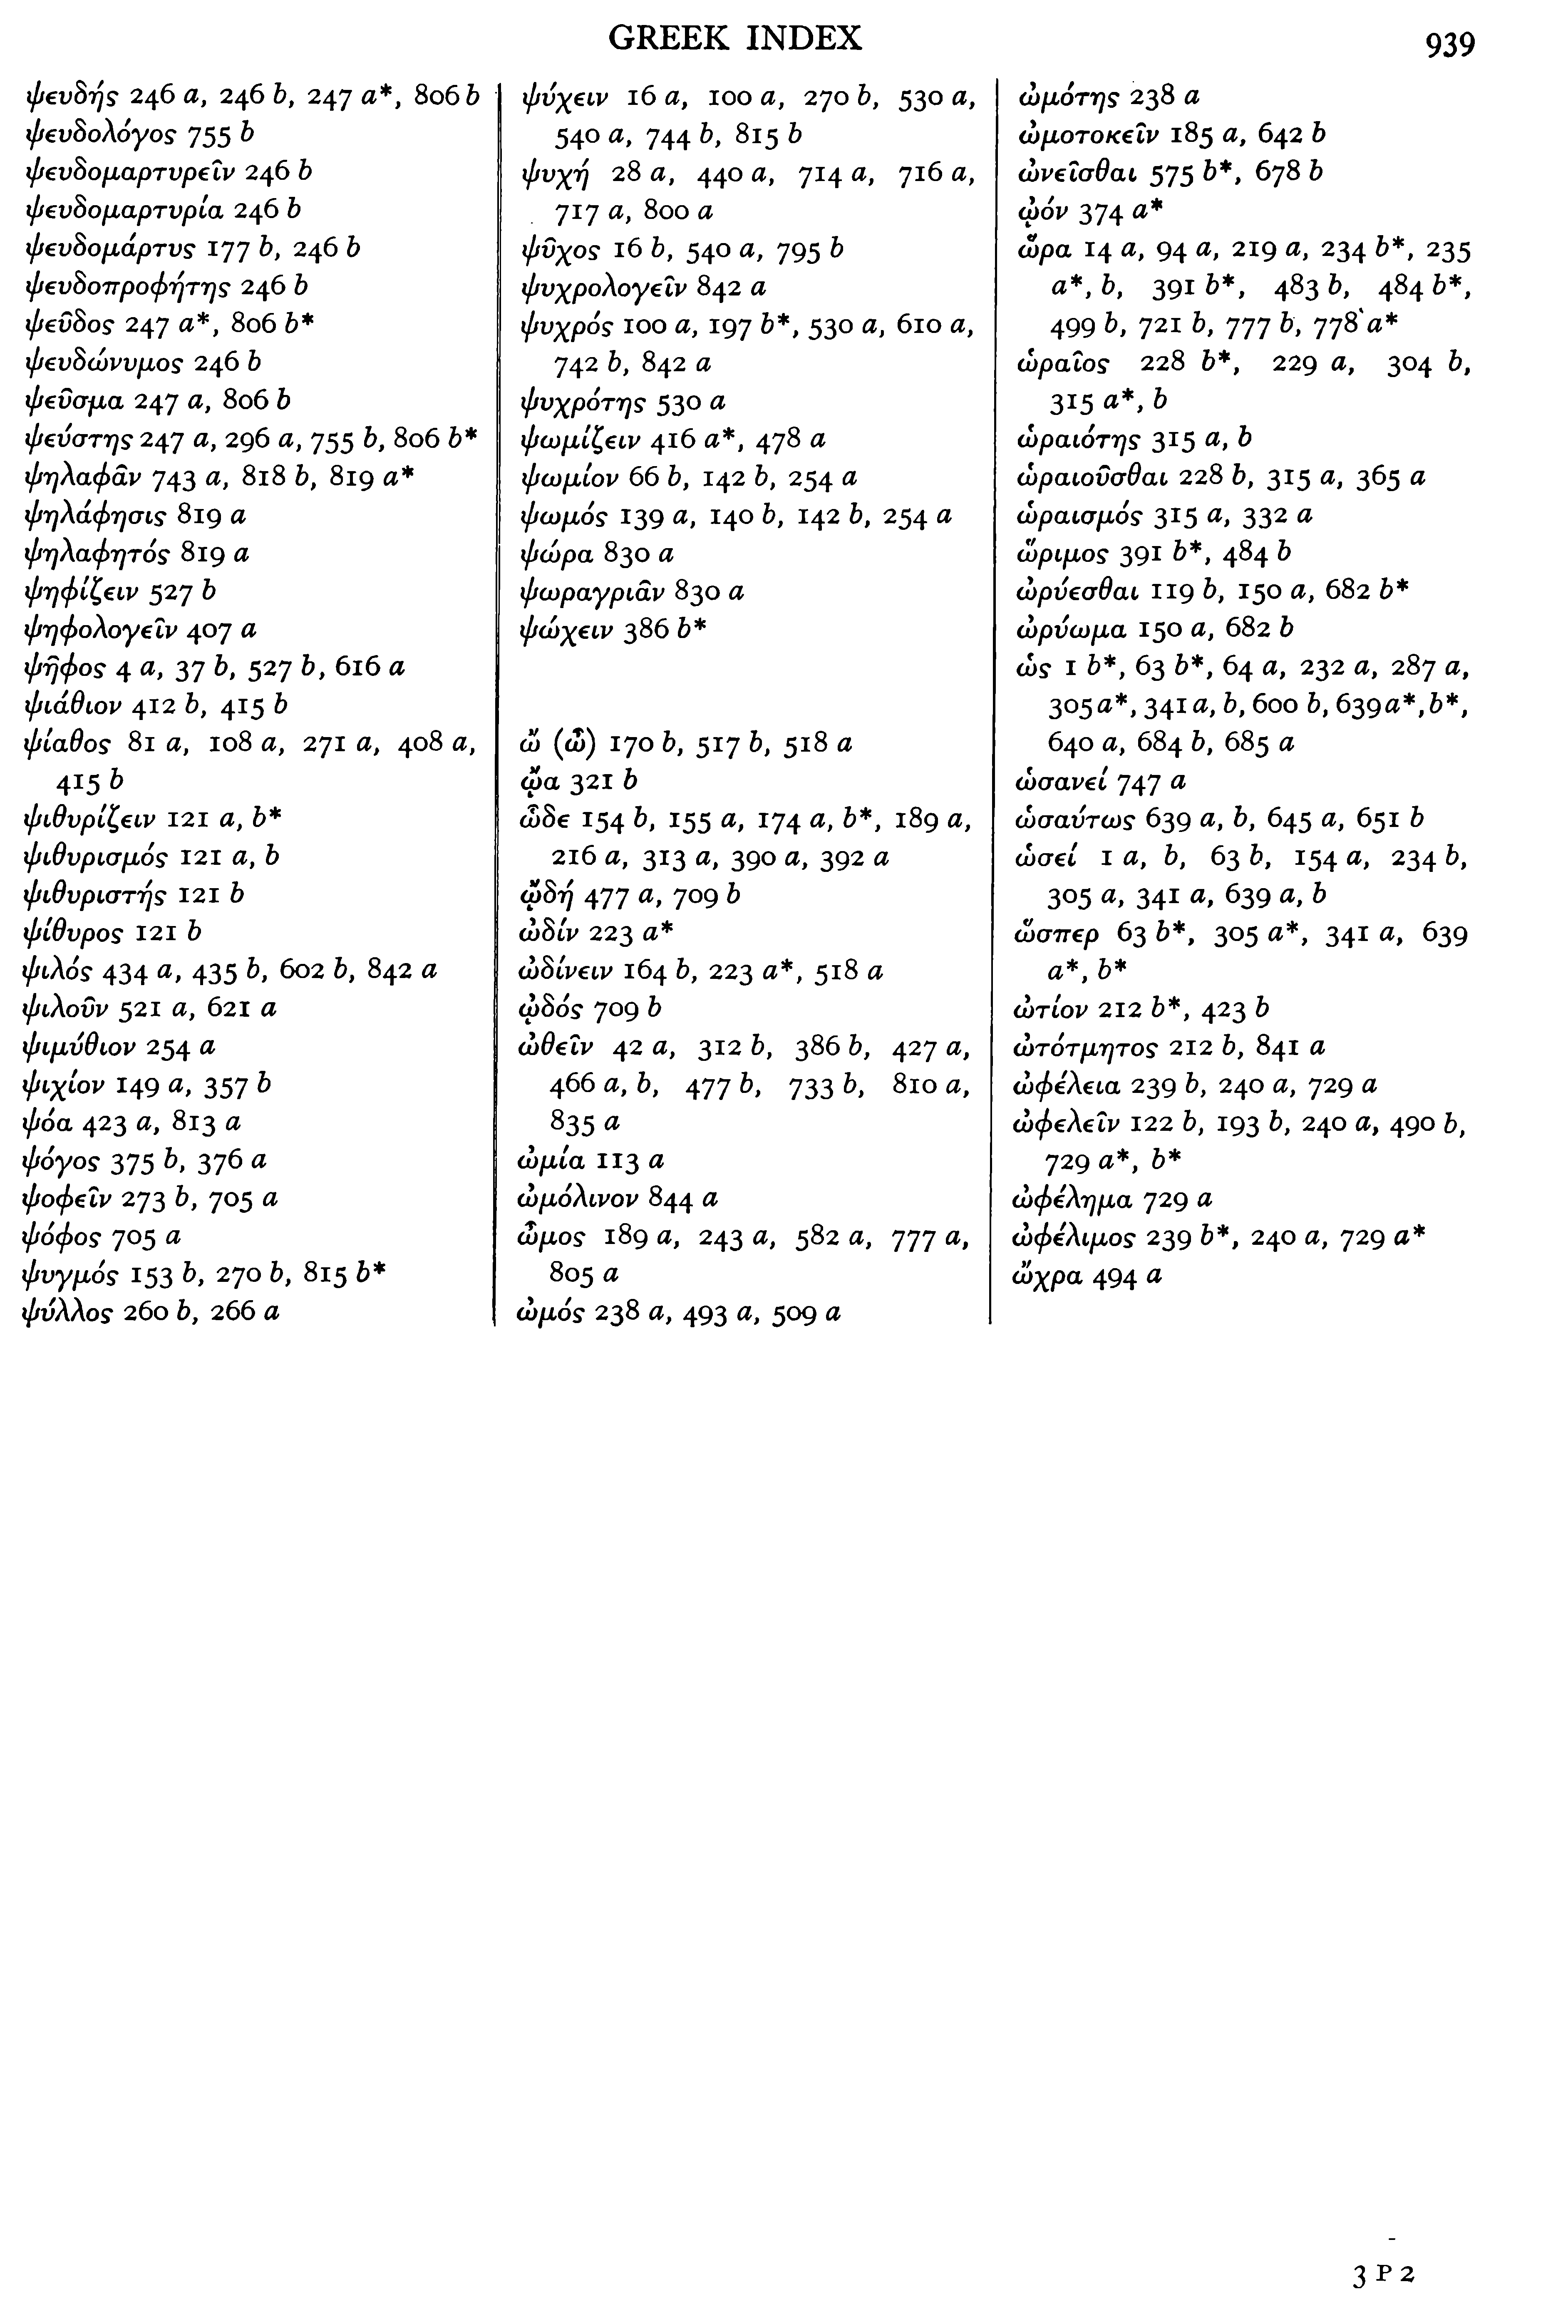 GREEK INDEX
939
ψευδής 246 a, 246 b, 247 a*, 806 b
ψευδολόγος 755 b
ψευδομαρτυρεῖν 246 b
ψευδομαρτυρία 246 b
ψευδομάρτυς 177 b, 246 b
ψευδοπροφήτης 246 b
ψεῦδος 247 a*, 806 b*
ψευδώνυμος 246 b
ψεῦσμα 247 a, 806 b
ψεύστης 247 a, 296 a, 755 b, 806 b*
ψηλαφᾶν 743 a, 818 b, 819 a*
ψηλάφησις 819 a
ψηλαφητός 819 a
ψηφίζειν 527 b
ψηφολογεῖν 407 a
ψῆφος 4 a, 37 b, 527 b, 616 a
ψιάθιον 412 b, 415 b
ψίαθος 81 a, 108 a, 271 a, 408 a,
415 b
ψιθυρίζειν 121 a, b*
ψιθυρισμός 121 a, b
ψιθυριστής 121 b
ψίθυρος 121 b
ψιλός 434 a, 435 b, 602 b, 842 a
ψιλοῦν 521 a, 621 a
ψιμύθιον 254 a
ψιχίον 149 a, 357 b
ψόα 423 a, 813 a
ψόγος 375 b, 376 a
ψοφεῖν 273 b, 705 a
ψόφος 705 a
ψυγμός 153 b, 270 b, 815 b*
ψύλλος 260 b, 266 a
ψύχειν 16 a, 100 a, 270 b, 530 a,
540 a, 744 b, 815 b
ψυχή 28 a, 440 a, 714 a, 716 a,
717 a, 800 a
ψῦχος 16 b, 540 a, 795 b
ψυχρολογεῖν 842 a
ψυχρός 100 a, 197 b*, 530 a, 610 a,
742 b, 842 a
ψυχρότης 530 a
ψωμίζειν 416 a*, 478 a
ψωμίον 66 b, 142 b, 254 a
ψωμός 139 a, 140 b, 142 b, 254 a
ψώρα 830 a
ψωραγριᾶν 830 a
ψώχειν 386 b*
ὤ (ὦ) 170 b, 517 b, 518 a
ᾤα 321 b
ὧδε 154 b, 155 a, 174 a, b*, 189 a,
216 a, 313 a, 390 a, 392 a
ᾤδή 477 a, 709 b
ὠδίν 223 a*
ὠδίνειν 164 b, 223 a*, 518 a
ᾠδός 709 b
ὠθεῖν 42 a, 312 b, 386 b, 427 a,
466 a, b, 477 b, 733 b, 810 a,
835 a
ὠμία 113 a
ὠμόλινον 844 a
ὦμος 189 a, 243 a, 582 a, 777 a,
805 a
ὠμός 238 a, 493 a, 509 a
ὠμότης 238 a
ὠμοτοκεῖν 185 a, 642 b
ὠνεῖσθαι 575 b*, 678 b
ᾠόν 374 a*
ὥρα 14 a, 94 a, 219 a, 234 b*, 235
a*, b, 391 b*, 483 b, 484 b*,
499 b, 721 b, 777 b, 778 a*
ὡραῖος 228 b*, 229 a, 304 b,
315 a*, b
ὡραιότης 315 a, b
ὡραιοῦσθαι 228 b, 315 a, 365 a
ὡραισμός 315 a, 332 a
ὥριμος 391 b*, 484 b
ὠρύεσθαι 119 b, 150 a, 682 b*
ὠρύωμα 150 a, 682 b
ὡς 1 b*, 63 b*, 64 a, 232 a, 287 a,
305 a*, 341 a, b, 600 b, 639 a*, b*,
640 a, 684 b, 685 a
ὡσανεί 747 a
ὡσαύτως 639 a, b, 645 a, 651 b
ὡσεί 1 a, b, 63 b, 154 a, 234 b,
305 a, 341 a, 639 a, b
ὥσπερ 63 b*, 305 a*, 341 a, 639
a*, b*
ὠτίον 212 b*, 423 b
ὠτότμητος 212 b, 841 a
ὠφέλεια 239 b, 240 a, 729 a
ὠφελεῖν 122 b, 193 b, 240 a, 490 b,
729 a*, b*
ὠφέλημα 729 a
ὠφέλιμος 239 b*, 240 a, 729 a*
ὤχρα 494 a
3 P 2